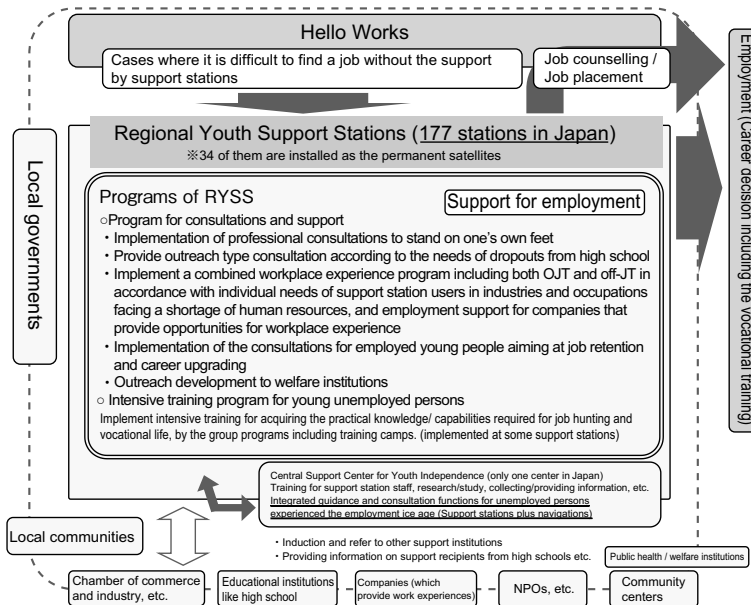 Hello Works
Cases where it is difficult to find a job without the support
by support stations
Job counselling /
Job placement
Employment (Career decision including the vocational training)
Local governments
Regional Youth Support Stations (177 stations in Japan)
※34 of them are installed as the permanent satellites
Programs of RYSS
Support for employment
○Program for consultations and support
・Implementation of professional consultations to stand on one's own feet
・Provide outreach type consultation according to the needs of dropouts from high school
・Implement a combined workplace experience program including both OJT and off-JT in
accordance with individual needs of support station users in industries and occupations
facing a shortage of human resources, and employment support for companies that
provide opportunities for workplace experience
・Implementation of the consultations for employed young people aiming at job retention
and career upgrading
・Outreach development to welfare institutions
○ Intensive training program for young unemployed persons
Implement intensive training for acquiring the practical knowledge/ capabilities required for job hunting and
vocational life, by the group programs including training camps. (implemented at some support stations)
Central Support Center for Youth Independence (only one center in Japan)
Training for support station staff, research/study, collecting/providing information, etc.
Integrated guidance and consultation functions for unemployed persons
experienced the employment ice age (Support stations plus navigations)
Local communities
・Induction and refer to other support institutions
・Providing information on support recipients from high schools etc.
Public health / welfare institutions
Chamber of commerce
and industry, etc.
Educational institutions
like high school
Companies (which
provide work experiences)
NPOs, etc.
Community
centers